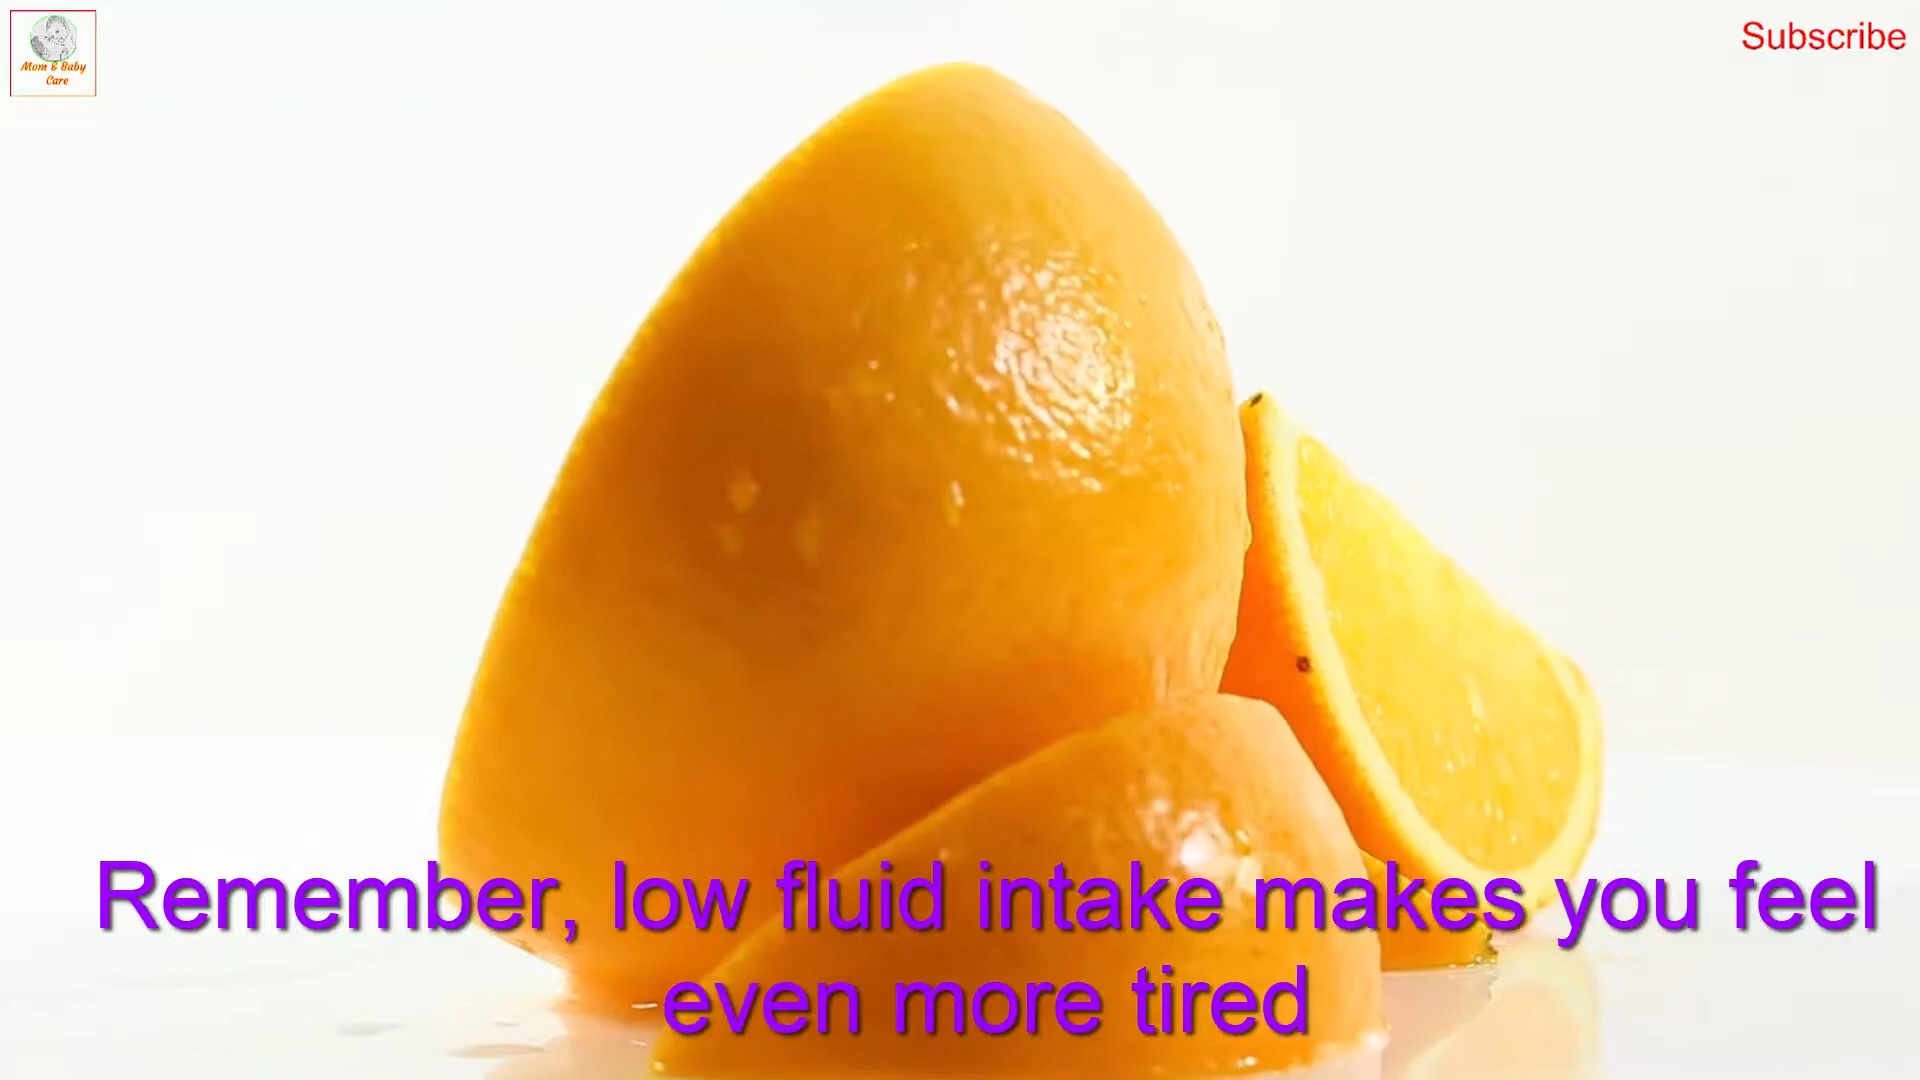 Mom & Baby
Care
Subscribe
Remember, low fluid intake makes you feel
even more tired